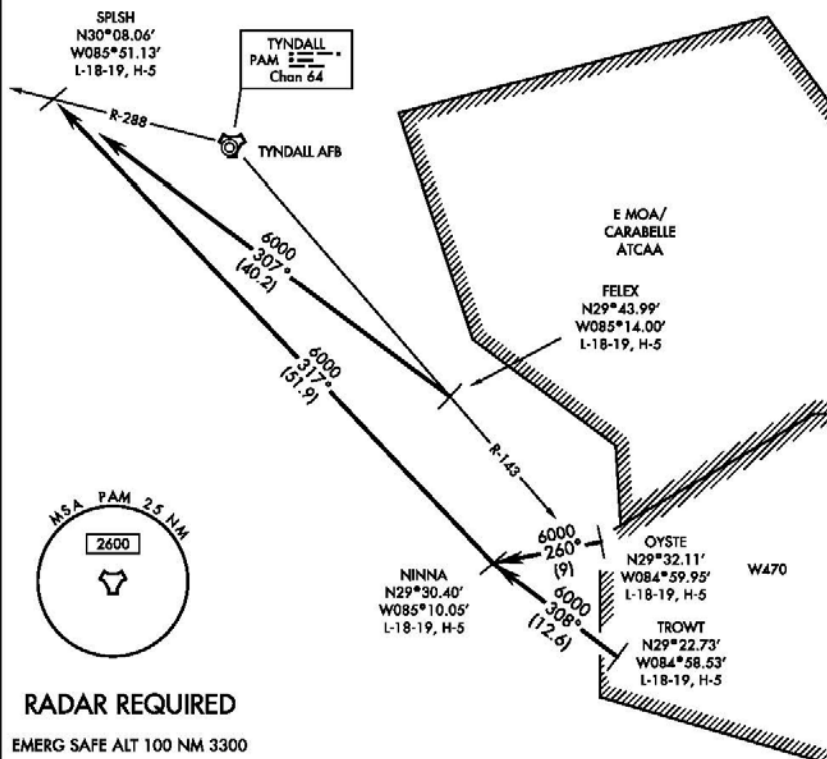 SPLSH
N30°08.06'
W085°51.13'
L-18-19, H-5
TYNDALL
PAM
Chan 64
R-288
TYNDALL AFB
E MOA/
CARABELLE
ATCAA
6000
307°
(40.2)
FELEX
N29°43.99'
W085°14.00'
L-18-19, H-5
6000
317°
(51.9)
R-143
MSA PAM 25 NM
2600
6000
260°
(9)
OYSTE
N29°32.11'
W084°59.95'
L-18-19, H-5
W470
NINNA
N29°30.40'
W085°10.05'
L-18-19, H-5
6000
308°
(12.6)
TROWT
N29°22.73'
W084°58.53'
L-18-19, H-5
RADAR REQUIRED
EMERG SAFE ALT 100 NM 3300